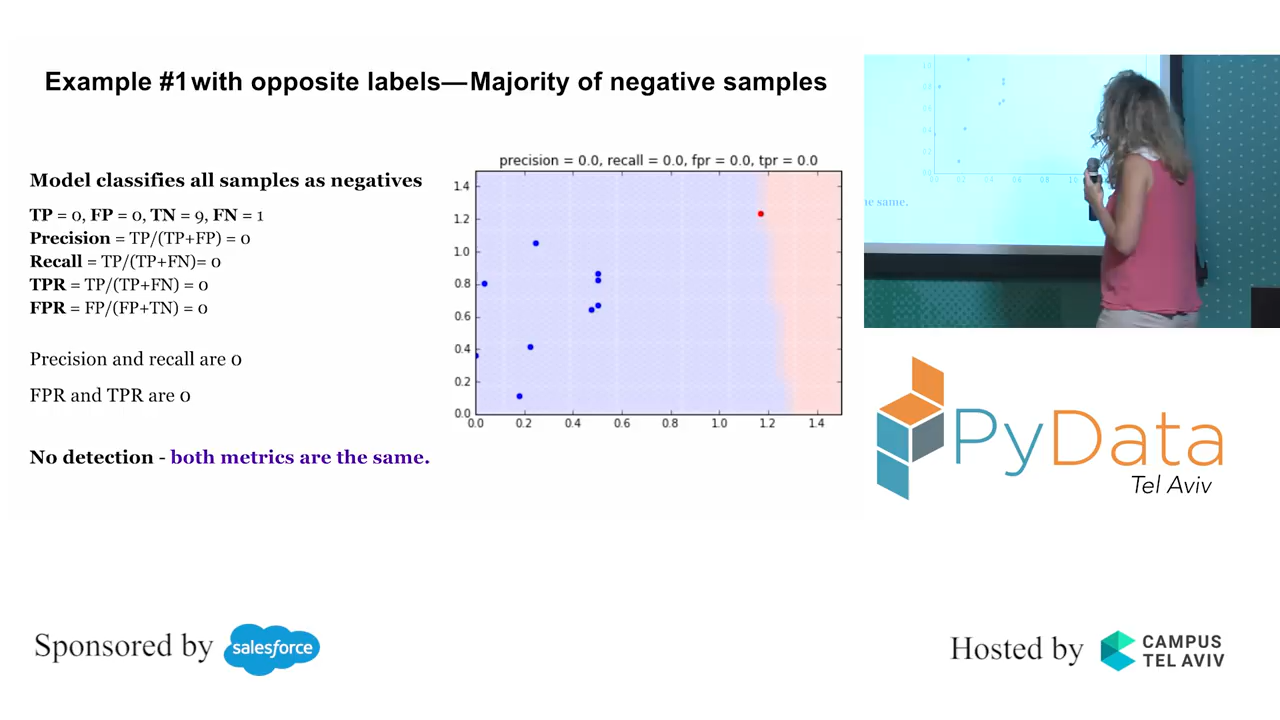 Example #1 with opposite labels—Majority of negative samples
Model classifies all samples as negatives
TP = 0, FP = 0, TN = 9, FN = 1
Precision = TP/(TP+FP) = 0
Recall = TP/(TP+FN)= 0
TPR = TP/(TP+FN) = 0
FPR = FP/(FP+TN) = 0
Precision and recall are 0
FPR and TPR are 0
No detection - both metrics are the same.
precision = 0.0, recall = 0.0, fpr = 0.0, tpr = 0.0
1.4
1.2
1.0
0.8
0.6
0.4
0.2
0.0
0.0 0.2 0.4 0.6 0.8 1.0 1.2 1.4
he same.
PyData
Tel Aviv
Sponsored by salesforce
Hosted by CAMPUS
TEL AVIV